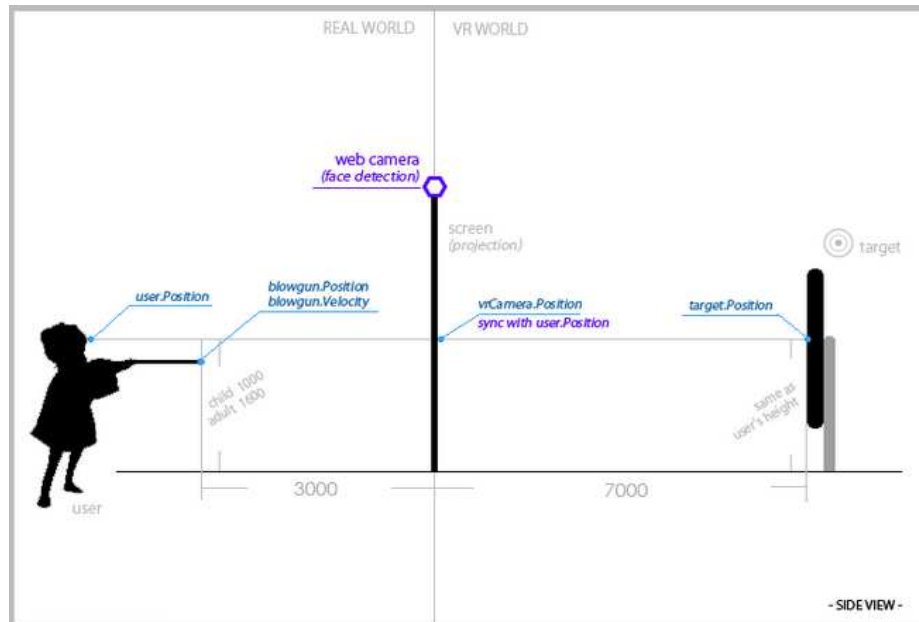 REAL WORLD
VR WORLD
web camera
(face detection)
screen
(projection)
target
user.Position
blowgun.Position
blowgun.Velocity
vrCamera.Position
sync with user.Position
target.Position
child 1000
adult 1600
same as
user's height
user
3000
7000
- SIDE VIEW -